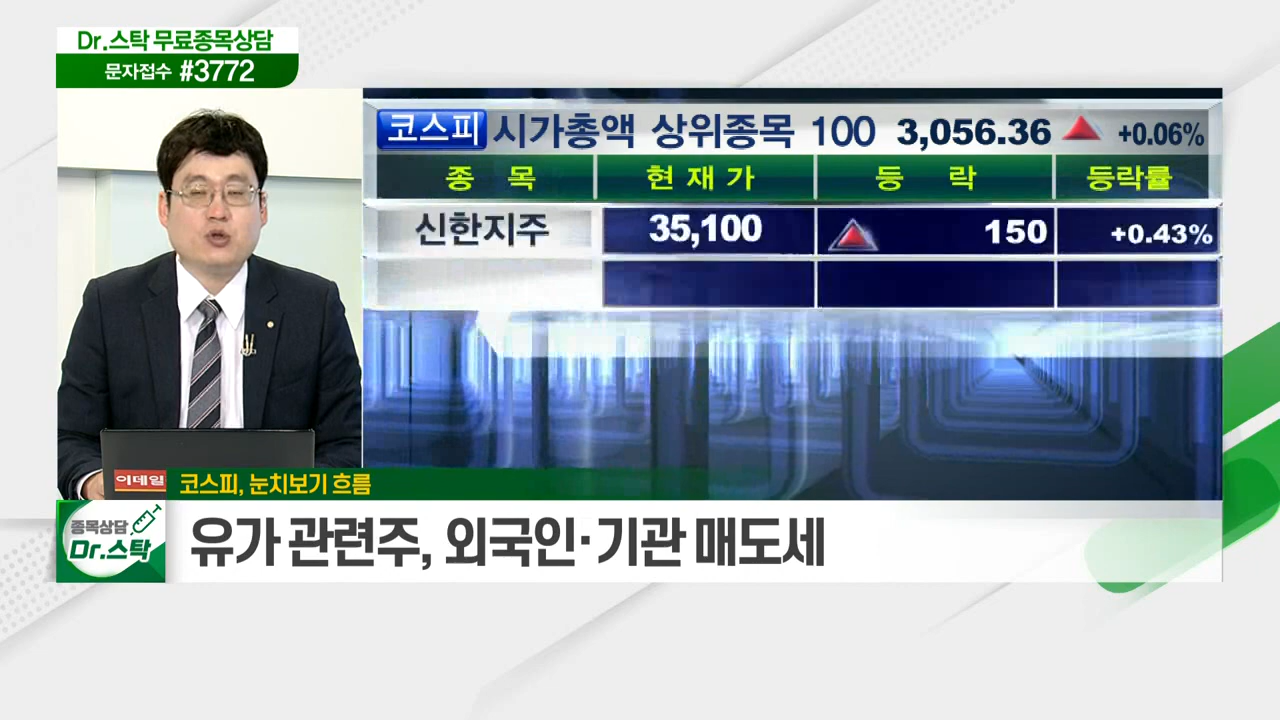 Dr.스탁 무료종목상담
문자접수 #3772
코스피 시가총액 상위종목 100 3,056.36 ▲ +0.06%
종 목 현 재 가 등 락 등락률
신한지주 35,100 ▲ 150 +0.43%
이데일리
코스피, 눈치보기 흐름
종목상담
Dr.스탁
유가 관련주, 외국인·기관 매도세